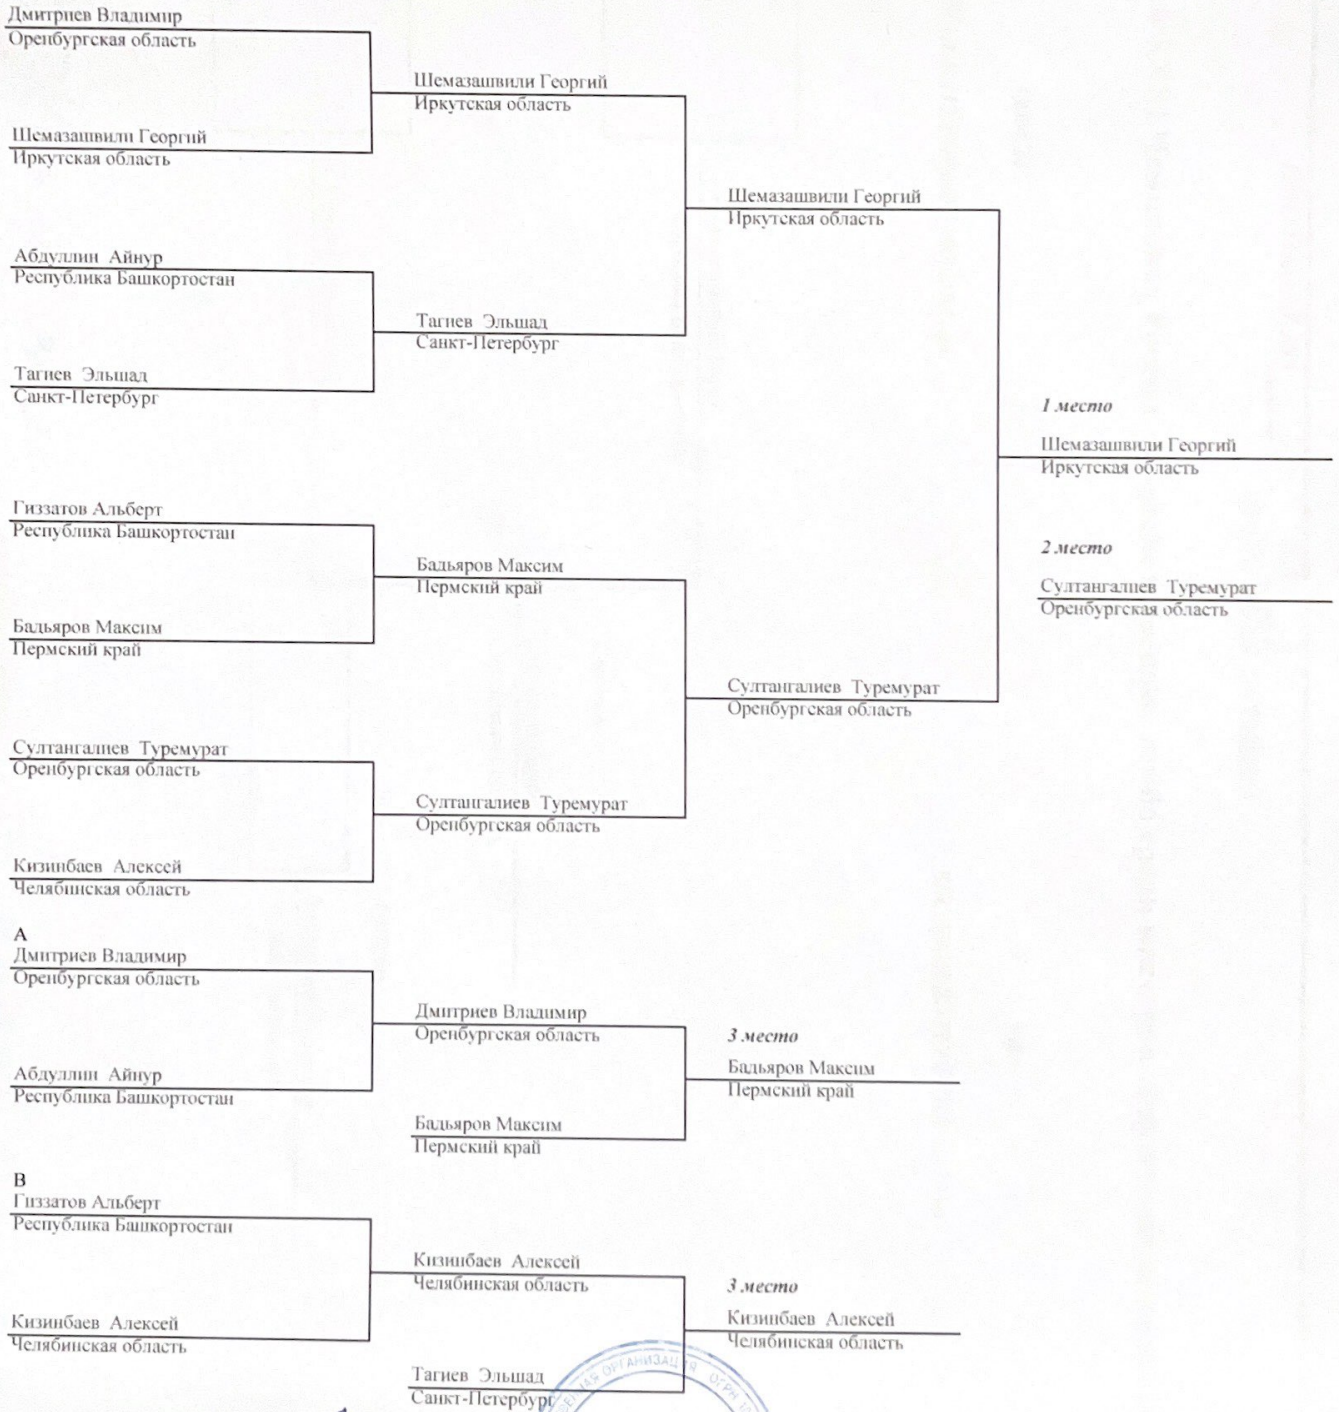 Дмитриев Владимир
Оренбургская область
Шемазашвили Георгий
Иркутская область
Шемазашвили Георгий
Иркутская область
Шемазашвили Георгий
Иркутская область
Абдуллин Айнур
Республика Башкортостан
Тагиев Эльшад
Санкт-Петербург
Тагиев Эльшад
Санкт-Петербург
1 место
Шемазашвили Георгий
Иркутская область
Гиззатов Альберт
Республика Башкортостан
2 место
Султангалиев Туремурат
Оренбургская область
Бадьяров Максим
Пермский край
Бадьяров Максим
Пермский край
Султангалиев Туремурат
Оренбургская область
Султангалиев Туремурат
Оренбургская область
Султангалиев Туремурат
Оренбургская область
Кизинбаев Алексей
Челябинская область
А
Дмитриев Владимир
Оренбургская область
Дмитриев Владимир
Оренбургская область
3 место
Бадьяров Максим
Пермский край
Абдуллин Айнур
Республика Башкортостан
Бадьяров Максим
Пермский край
В
Гиззатов Альберт
Республика Башкортостан
Кизинбаев Алексей
Челябинская область
3 место
Кизинбаев Алексей
Челябинская область
Кизинбаев Алексей
Челябинская область
Тагиев Эльшад
Санкт-Петербург
ОРГАНИЗАЦИЯ ОГРН